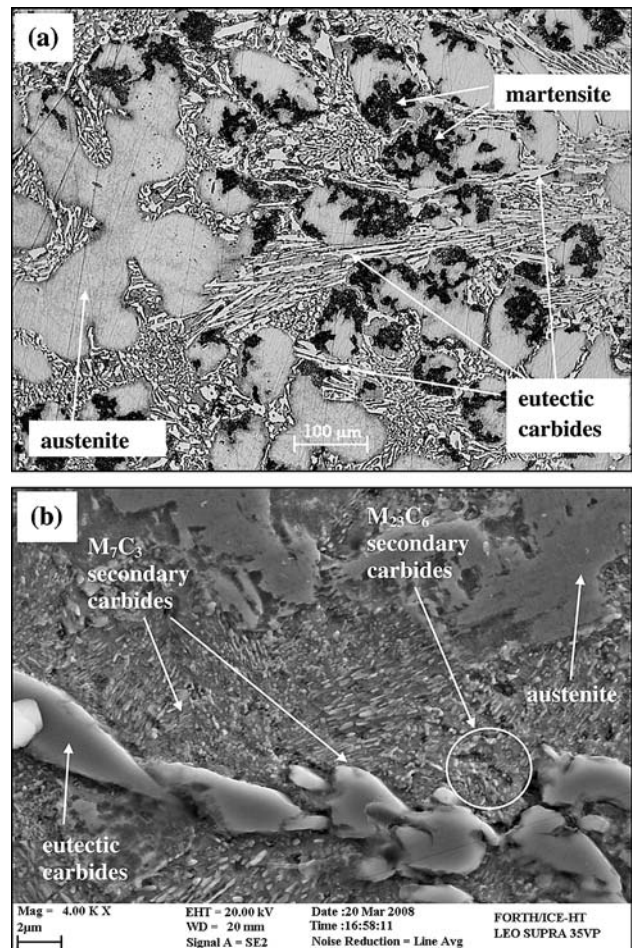 (a)
martensite
eutectic
carbides
austenite
100 μm
(b)
M₇C₃
secondary
carbides
M₂₃C₆
secondary
carbides
austenite
eutectic
carbides
Mag = 4.00 K X
2μm
EHT = 20.00 kV
WD = 20 mm
Signal A = SE2
Date :20 Mar 2008
Time :16:58:11
Noise Reduction = Line Avg
FORTH/ICE-HT
LEO SUPRA 35VP